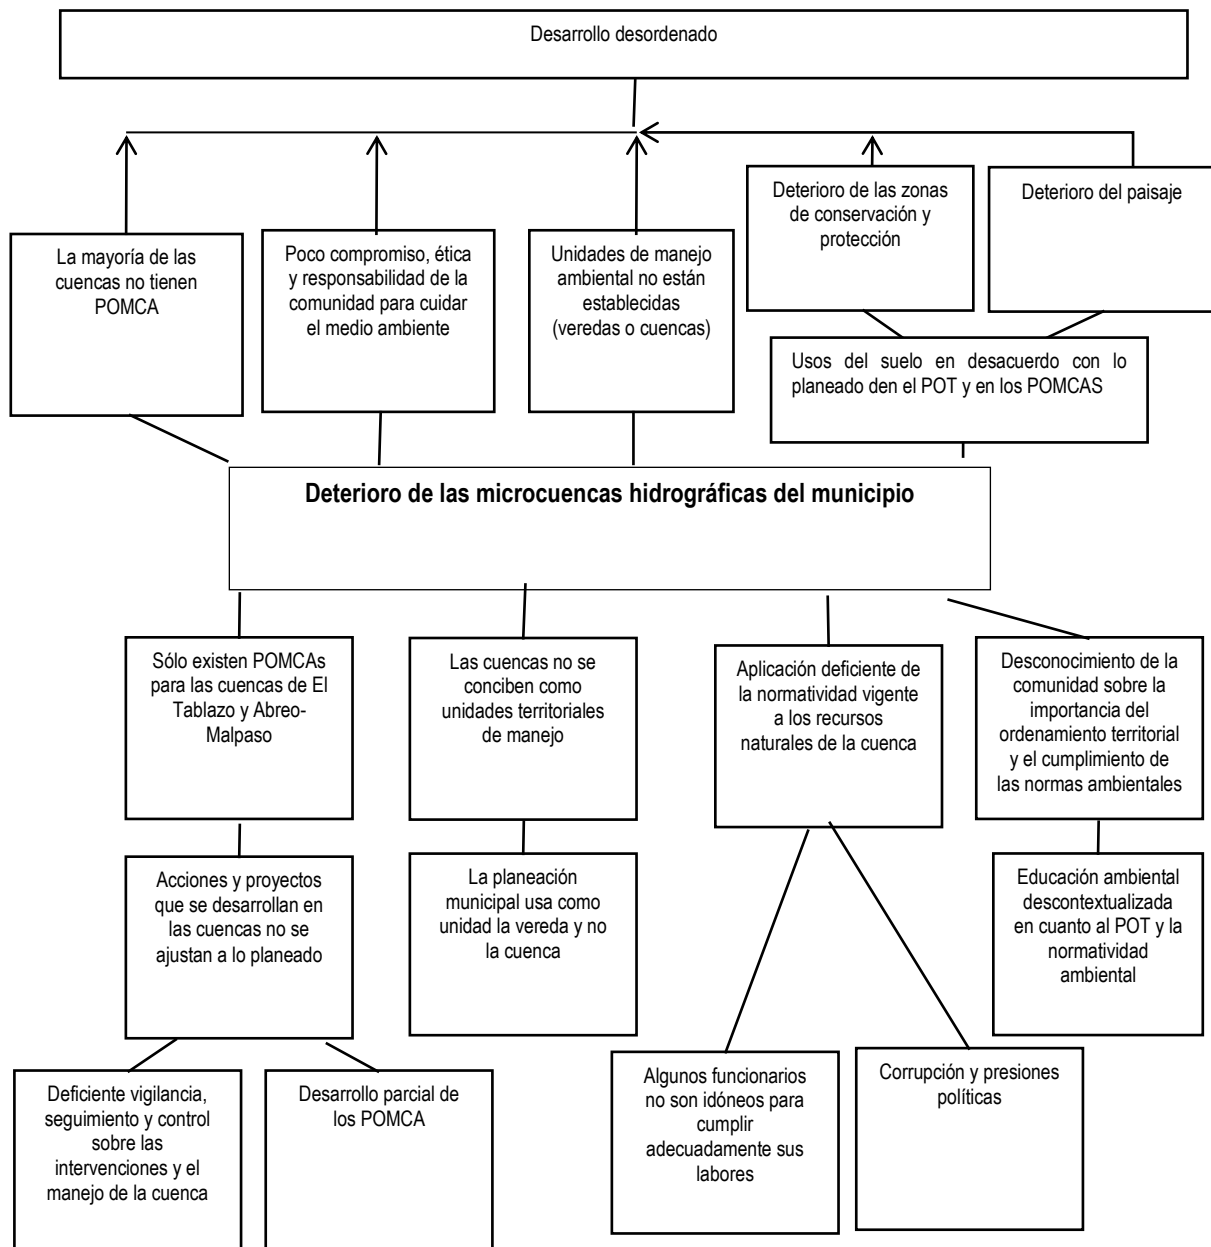 Desarrollo desordenado
Deterioro de las zonas
de conservación y
protección
Deterioro del paisaje
La mayoría de las
cuencas no tienen
POMCA
Poco compromiso, ética
y responsabilidad de la
comunidad para cuidar
el medio ambiente
Unidades de manejo
ambiental no están
establecidas
(veredas o cuencas)
Usos del suelo en desacuerdo con lo
planeado den el POT y en los POMCAS
Deterioro de las microcuencas hidrográficas del municipio
Sólo existen POMCAs
para las cuencas de El
Tablazo y Abreo-
Malpaso
Las cuencas no se
conciben como
unidades territoriales
de manejo
Aplicación deficiente de
la normatividad vigente
a los recursos
naturales de la cuenca
Desconocimiento de la
comunidad sobre la
importancia del
ordenamiento territorial
y el cumplimiento de
las normas ambientales
Acciones y proyectos
que se desarrollan en
las cuencas no se
ajustan a lo planeado
La planeación
municipal usa como
unidad la vereda y no
la cuenca
Educación ambiental
descontextualizada
en cuanto al POT y la
normatividad
ambiental
Deficiente vigilancia,
seguimiento y control
sobre las
intervenciones y el
manejo de la cuenca
Desarrollo parcial de
los POMCA
Algunos funcionarios
no son idóneos para
cumplir
adecuadamente sus
labores
Corrupción y presiones
políticas